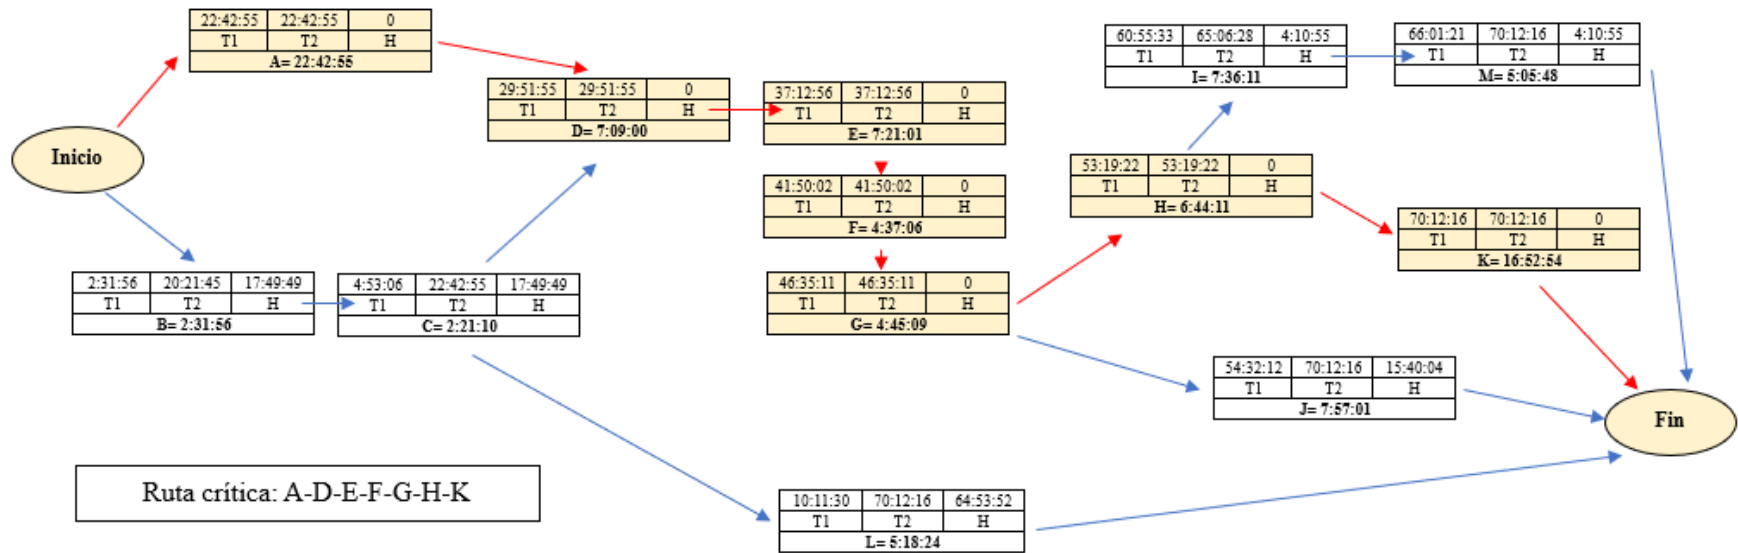 22:42:55 22:42:55 0
T1 T2 H
A= 22:42:55
29:51:55 29:51:55 0
T1 T2 H
D= 7:09:00
37:12:56 37:12:56 0
T1 T2 H
E= 7:21:01
60:55:33 65:06:28 4:10:55
T1 T2 H
I= 7:36:11
66:01:21 70:12:16 4:10:55
T1 T2 H
M= 5:05:48
Inicio
41:50:02 41:50:02 0
T1 T2 H
F= 4:37:06
53:19:22 53:19:22 0
T1 T2 H
H= 6:44:11
70:12:16 70:12:16 0
T1 T2 H
K= 16:52:54
2:31:56 20:21:45 17:49:49
T1 T2 H
B= 2:31:56
4:53:06 22:42:55 17:49:49
T1 T2 H
C= 2:21:10
46:35:11 46:35:11 0
T1 T2 H
G= 4:45:09
54:32:12 70:12:16 15:40:04
T1 T2 H
J= 7:57:01
Fin
Ruta crítica: A-D-E-F-G-H-K
10:11:30 70:12:16 64:53:52
T1 T2 H
L= 5:18:24